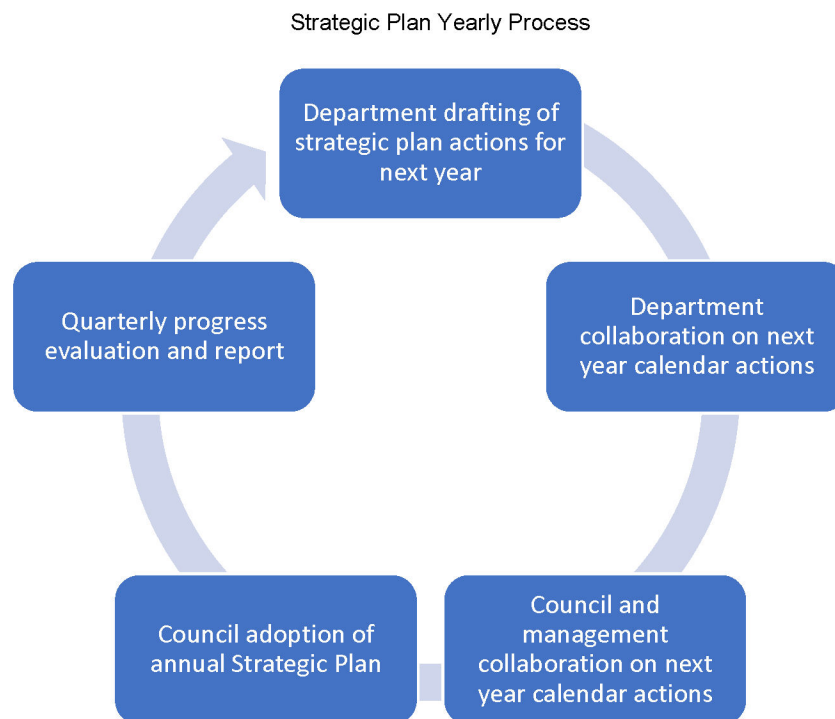 Strategic Plan Yearly Process
Department drafting of
strategic plan actions for
next year
Department
collaboration on next
year calendar actions
Council and
management
collaboration on next
year calendar actions
Council adoption of
annual Strategic Plan
Quarterly progress
evaluation and report